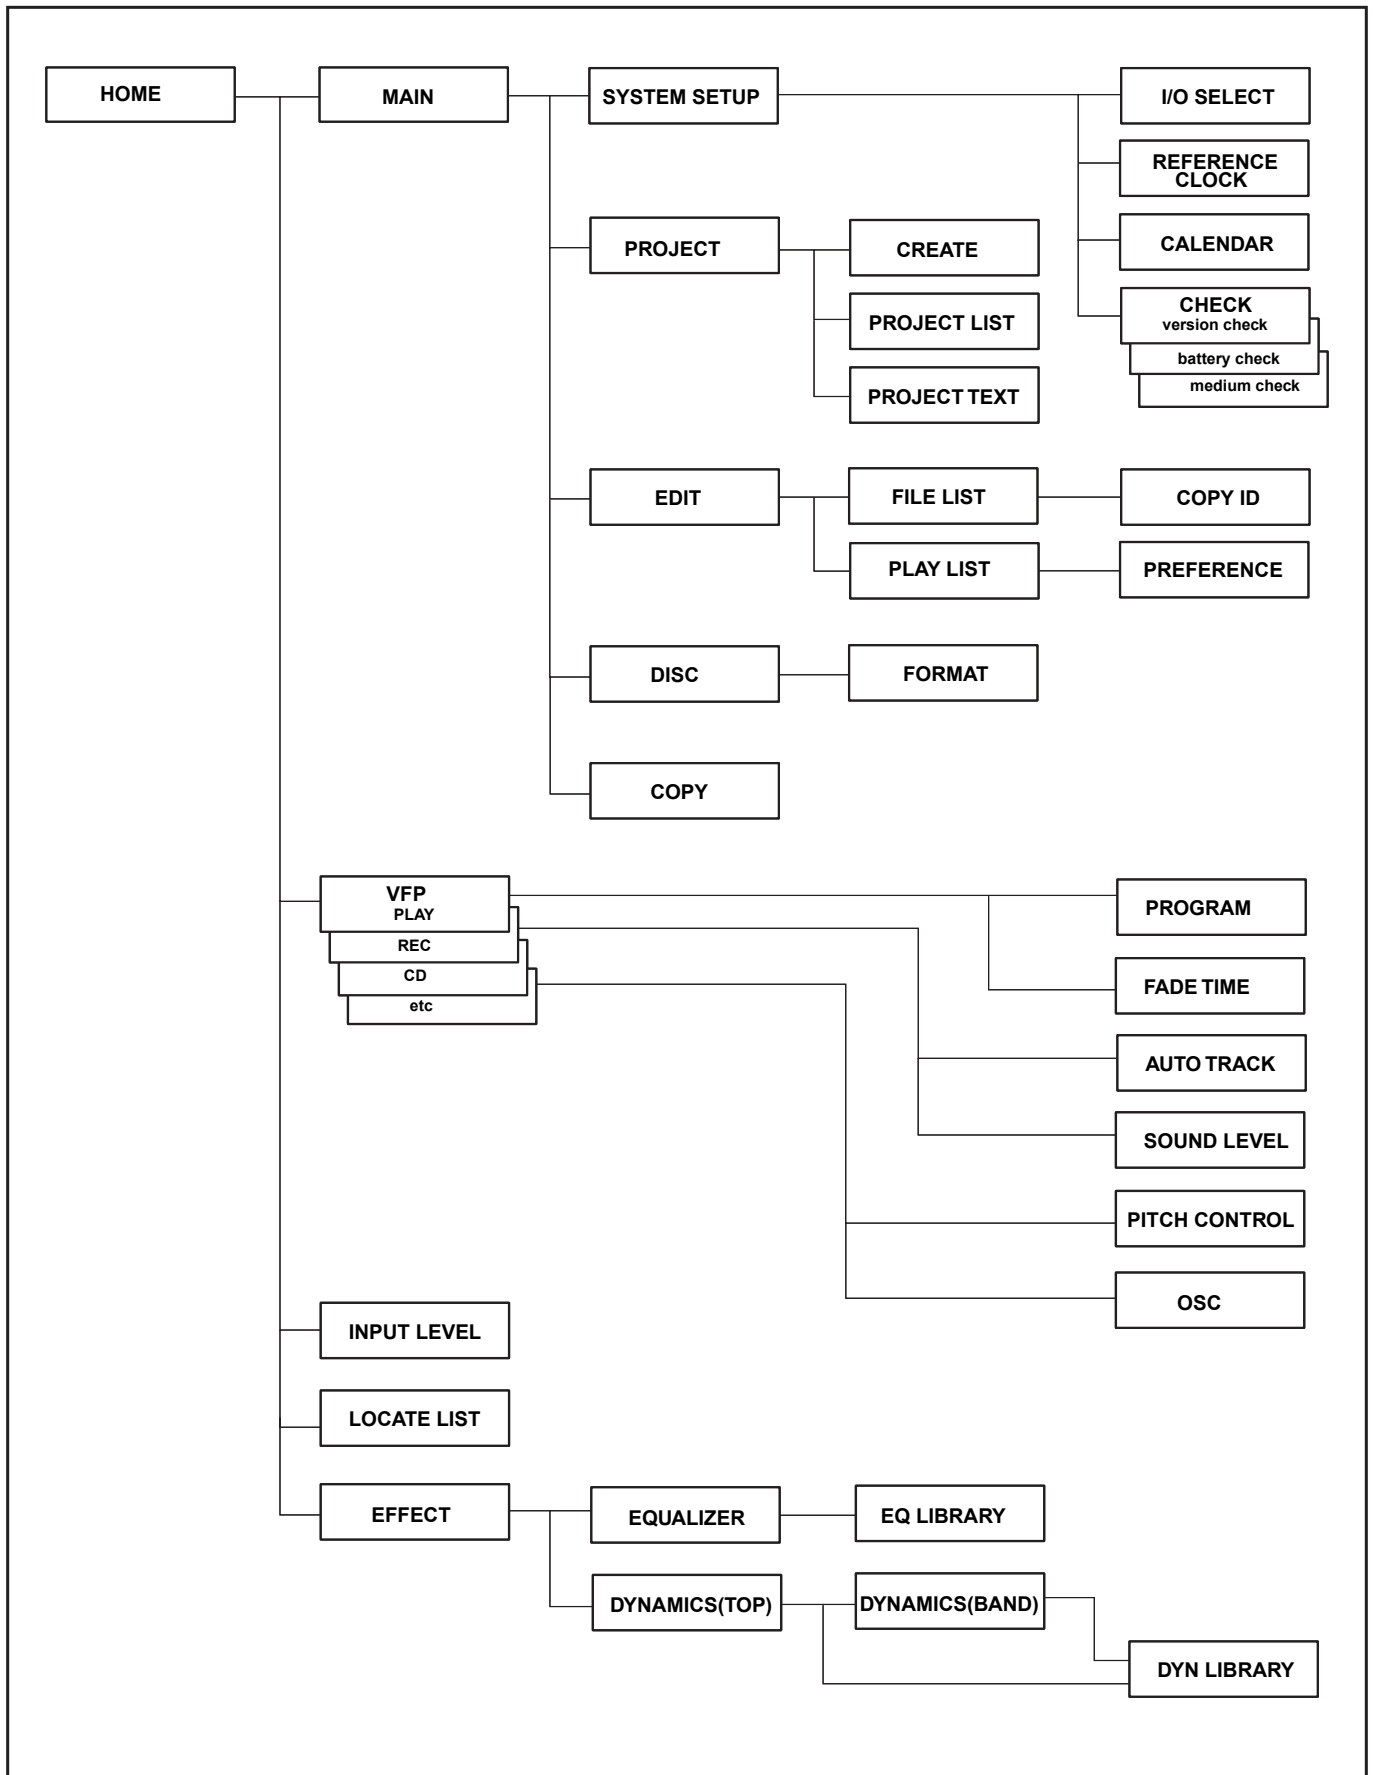 HOME
MAIN
SYSTEM SETUP
I/O SELECT
REFERENCE
CLOCK
CALENDAR
CHECK
version check
battery check
medium check
PROJECT
CREATE
PROJECT LIST
PROJECT TEXT
EDIT
FILE LIST
COPY ID
PLAY LIST
PREFERENCE
DISC
FORMAT
COPY
VFP
PLAY
REC
CD
etc
PROGRAM
FADE TIME
AUTO TRACK
SOUND LEVEL
PITCH CONTROL
OSC
INPUT LEVEL
LOCATE LIST
EFFECT
EQUALIZER
EQ LIBRARY
DYNAMICS(TOP)
DYNAMICS(BAND)
DYN LIBRARY